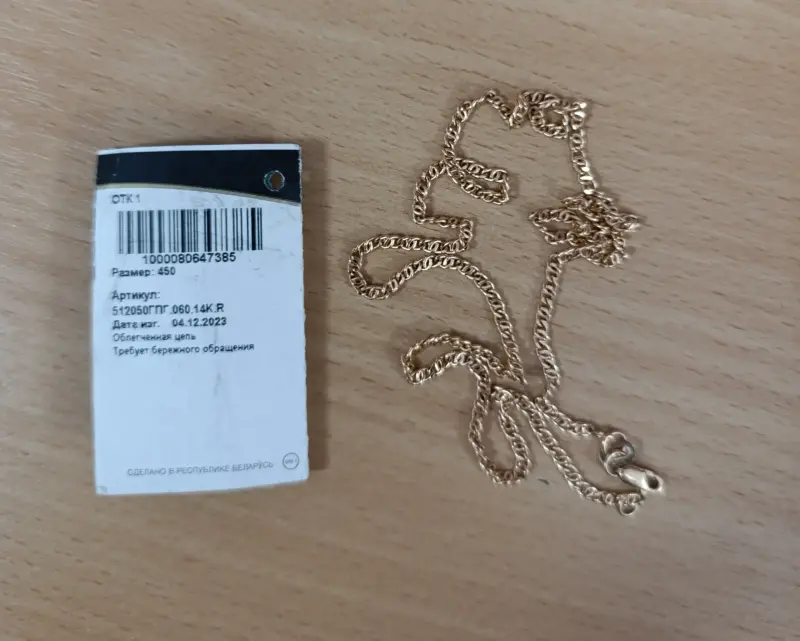 ОТК 1
1000080647385
Размер: 450
Артикул:
512050ГПГ.060.14K.R
Дата изг. 04.12.2023
Облегченная цепь
Требует бережного обращения
СДЕЛАНО В РЕСПУБЛИКЕ БЕЛАРУСЬ